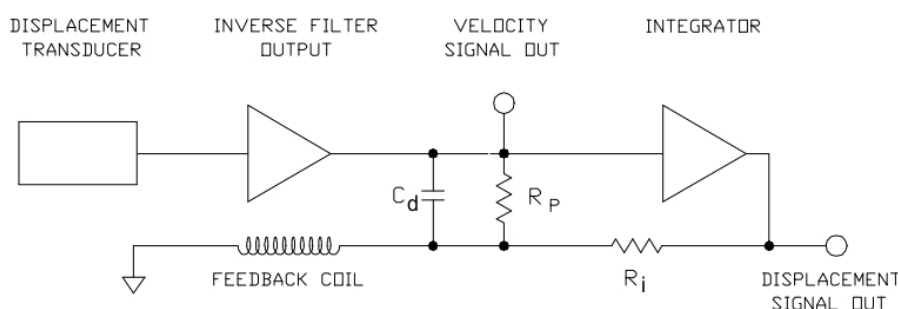 DISPLACEMENT
TRANSDUCER
INVERSE FILTER
OUTPUT
VELOCITY
SIGNAL OUT
INTEGRATOR
Cd
RP
FEEDBACK COIL
Ri
DISPLACEMENT
SIGNAL OUT